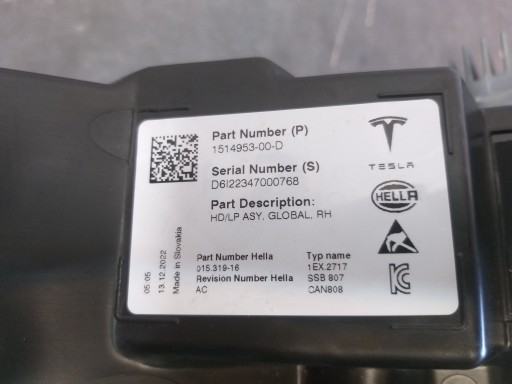 Part Number (P)
1514953-00-D
Serial Number (S)
D6I22347000768
Part Description:
HD/LP ASY, GLOBAL, RH
TESLA
HELLA
Part Number Hella
015.319-16
Revision Number Hella
AC
Typ name
1EX.2717
SSB 807
CAN808
05:05
13.12.2022
Made in Slovakia